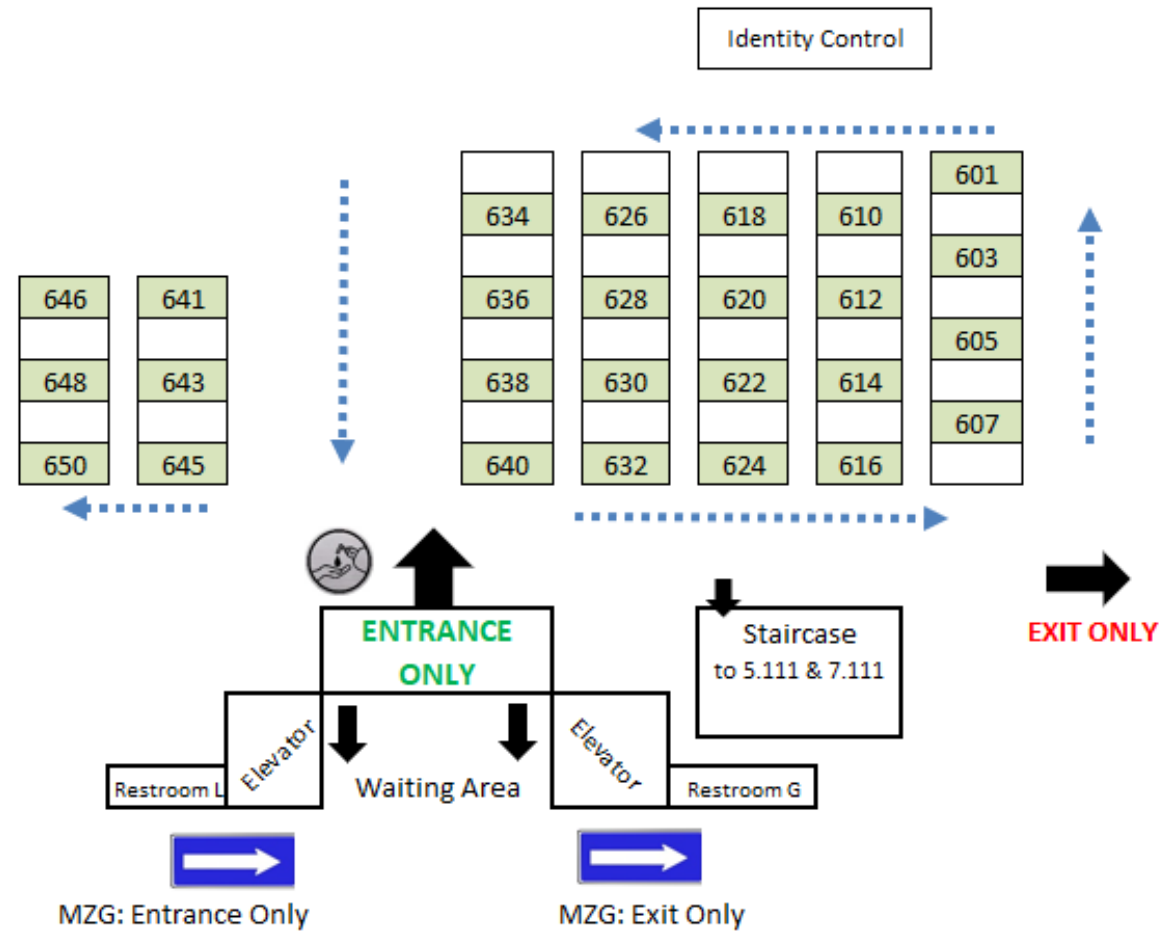 Identity Control
601
634 626 618 610
603
646 641 636 628 620 612
605
648 643 638 630 622 614
607
650 645 640 632 624 616
ENTRANCE
ONLY
Staircase
to 5.111 & 7.111
EXIT ONLY
Elevator
Elevator
Restroom L
Waiting Area
Restroom G
MZG: Entrance Only
MZG: Exit Only